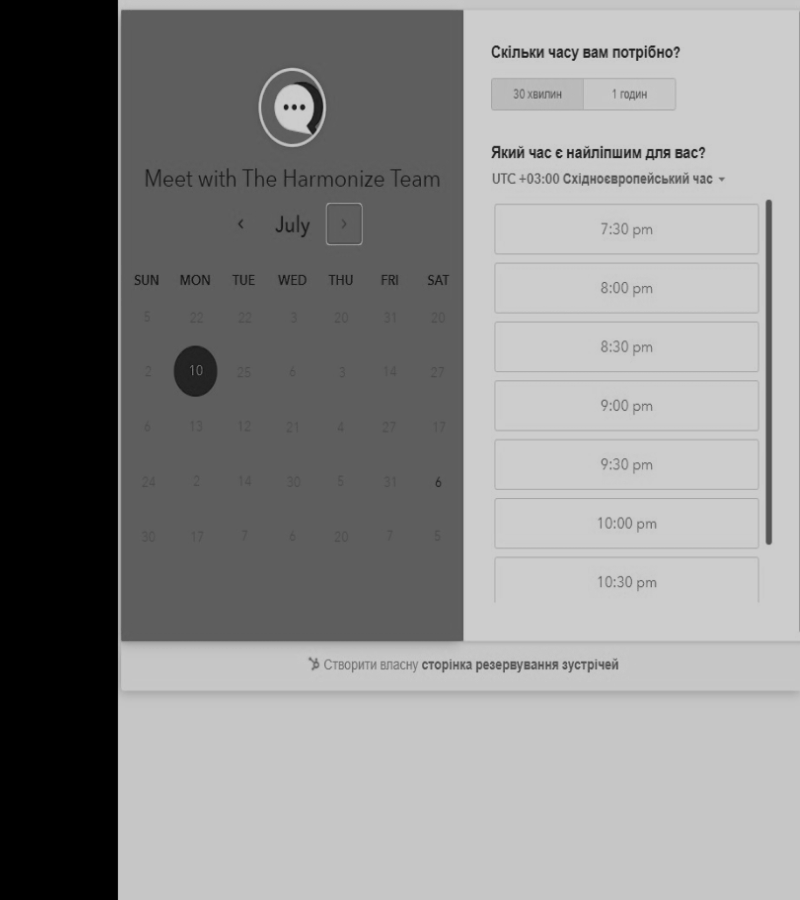 Meet with The Harmonize Team
July
SUN MON TUE WED THU FRI SAT
5 22 22 3 20 31 20
2 10 25 6 3 14 27
6 13 12 21 4 27 17
24 2 14 30 5 31 6
30 17 7 6 20 7 5
Скільки часу вам потрібно?
30 хвилин 1 годин
Який час є найліпшим для вас?
UTC +03:00 Східноєвропейський час
7:30 pm
8:00 pm
8:30 pm
9:00 pm
9:30 pm
10:00 pm
10:30 pm
Створити власну сторінка резервування зустрічей